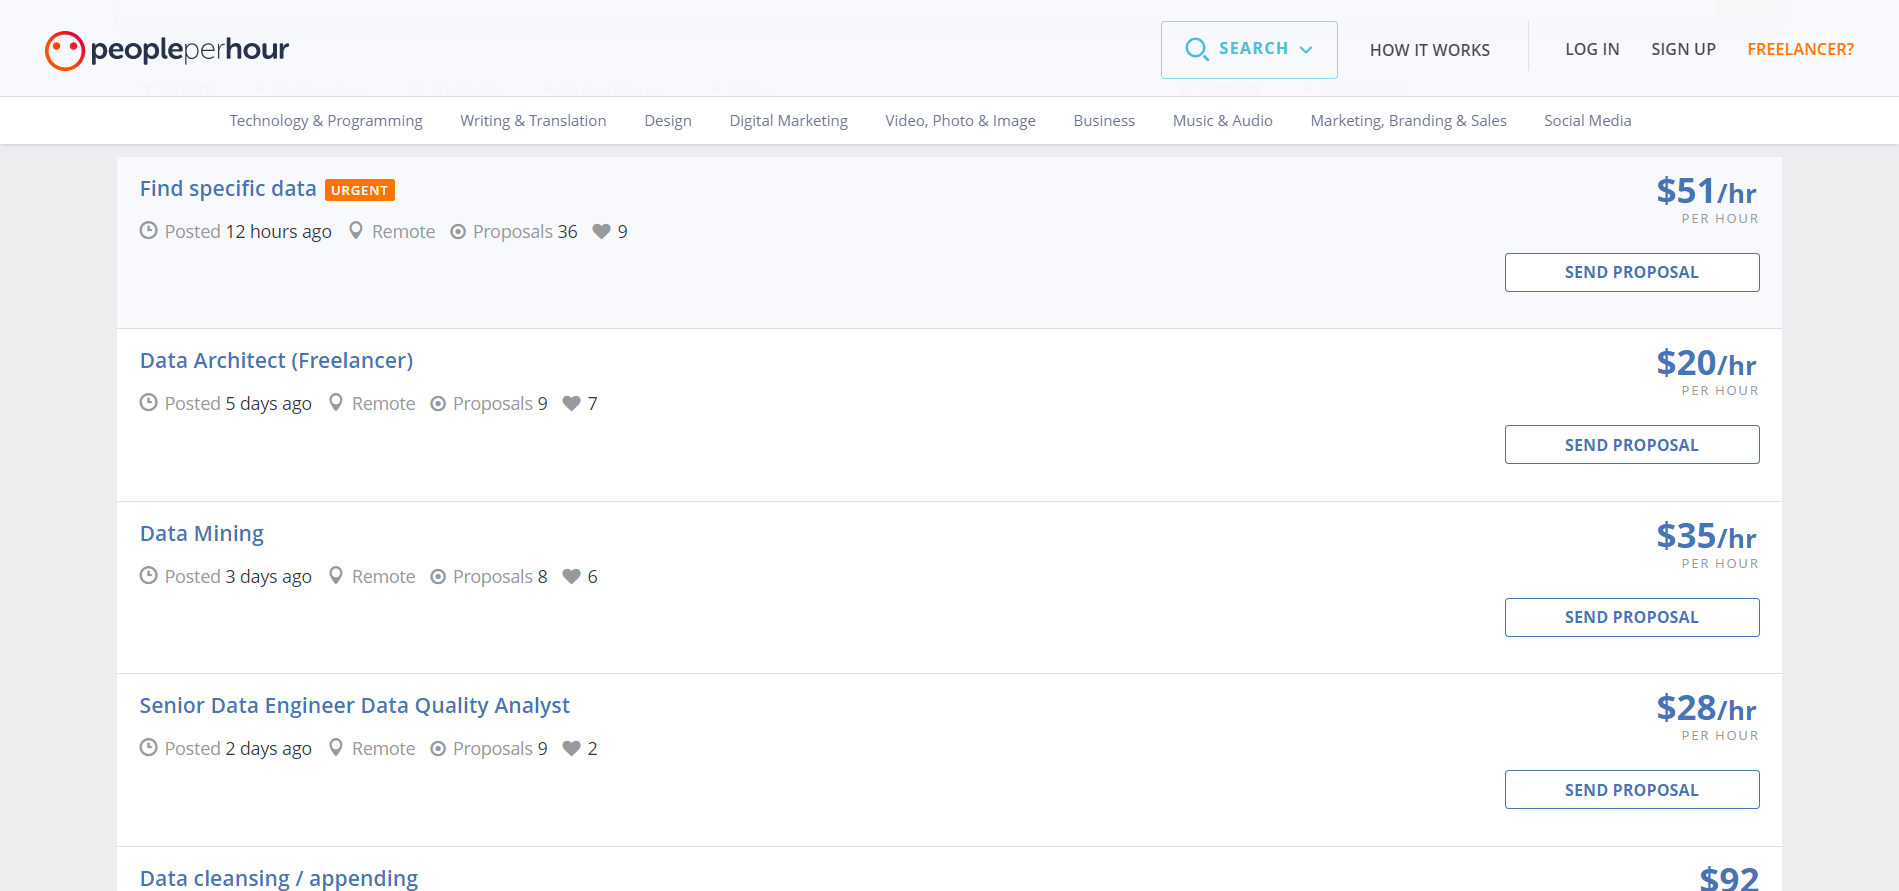 peopleperhour
SEARCH
HOW IT WORKS
LOG IN
SIGN UP
FREELANCER?
Technology & Programming
Writing & Translation
Design
Digital Marketing
Video, Photo & Image
Business
Music & Audio
Marketing, Branding & Sales
Social Media
Find specific data URGENT
$51/hr
PER HOUR
Posted 12 hours ago Remote Proposals 36 9
SEND PROPOSAL
Data Architect (Freelancer)
$20/hr
PER HOUR
Posted 5 days ago Remote Proposals 9 7
SEND PROPOSAL
Data Mining
$35/hr
PER HOUR
Posted 3 days ago Remote Proposals 8 6
SEND PROPOSAL
Senior Data Engineer Data Quality Analyst
$28/hr
PER HOUR
Posted 2 days ago Remote Proposals 9 2
SEND PROPOSAL
Data cleansing / appending
$92